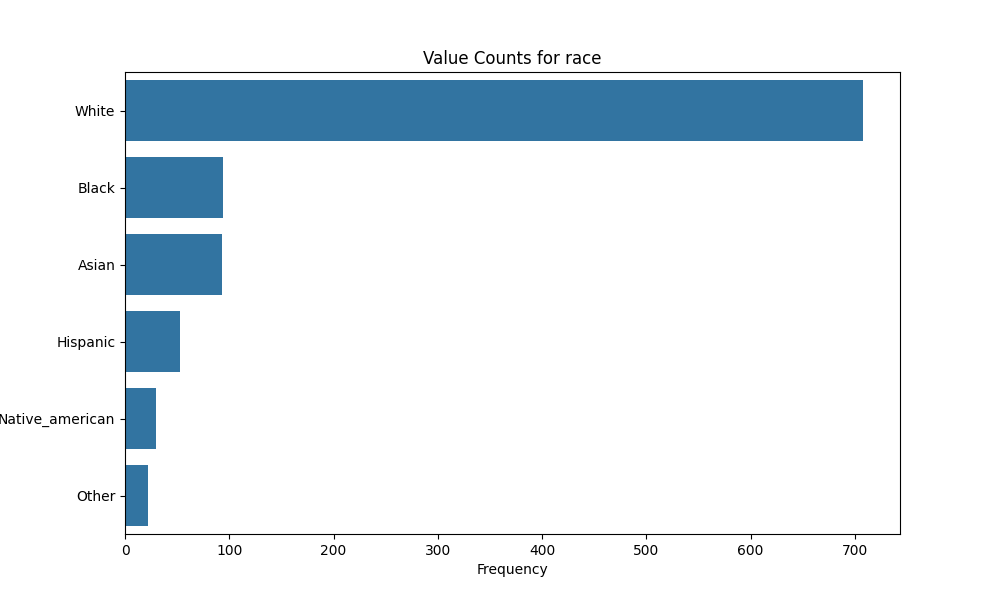 Value Counts for race
White
Black
Asian
Hispanic
Native_american
Other
0 100 200 300 400 500 600 700
Frequency